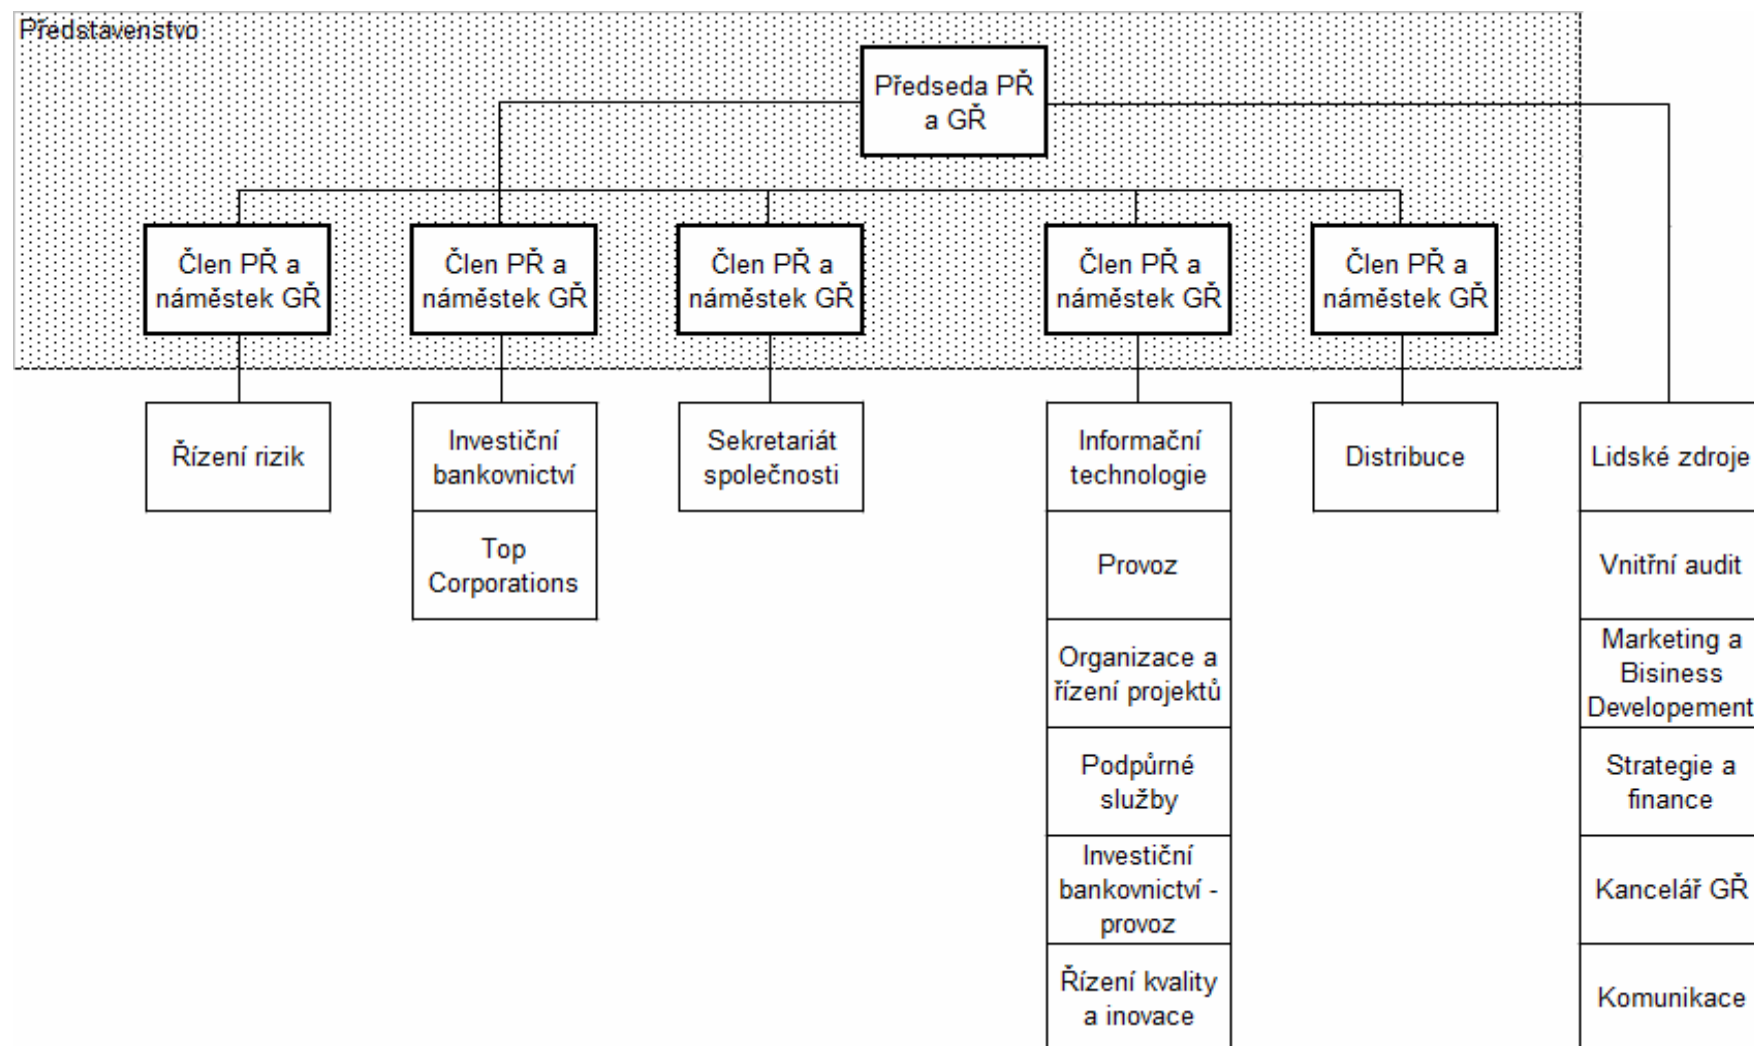 Představenstvo
Předseda PŘ
a GŘ
Člen PŘ a
náměstek GŘ
Člen PŘ a
náměstek GŘ
Člen PŘ a
náměstek GŘ
Člen PŘ a
náměstek GŘ
Člen PŘ a
náměstek GŘ
Řízení rizik
Investiční
bankovnictví
Top
Corporations
Sekretariát
společnosti
Informační
technologie
Provoz
Organizace a
řízení projektů
Podpůrné
služby
Investiční
bankovnictví -
provoz
Řízení kvality
a inovace
Distribuce
Lidské zdroje
Vnitřní audit
Marketing a
Bisiness
Developement
Strategie a
finance
Kancelář GŘ
Komunikace